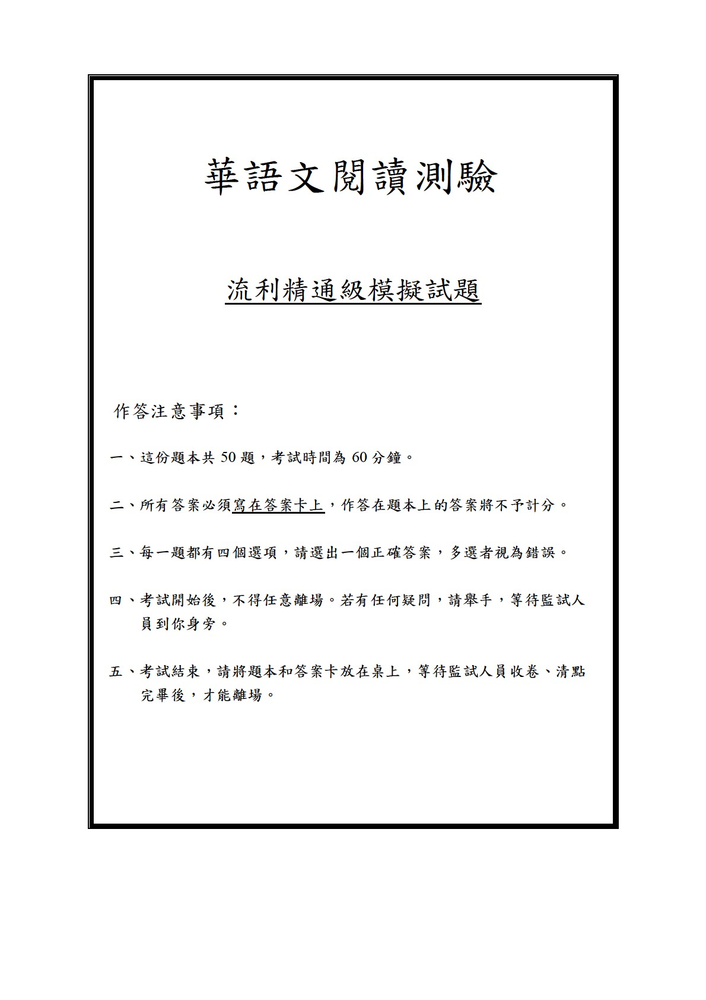 華語文閱讀測驗
流利精通級模擬試題
作答注意事項：
一、這份題本共 50 題，考試時間為 60 分鐘。
二、所有答案必須寫在答案卡上，作答在題本上的答案將不予計分。
三、每一題都有四個選項，請選出一個正確答案，多選者視為錯誤。
四、考試開始後，不得任意離場。若有任何疑問，請舉手，等待監試人
員到你身旁。
五、考試結束，請將題本和答案卡放在桌上，等待監試人員收卷、清點
完畢後，才能離場。